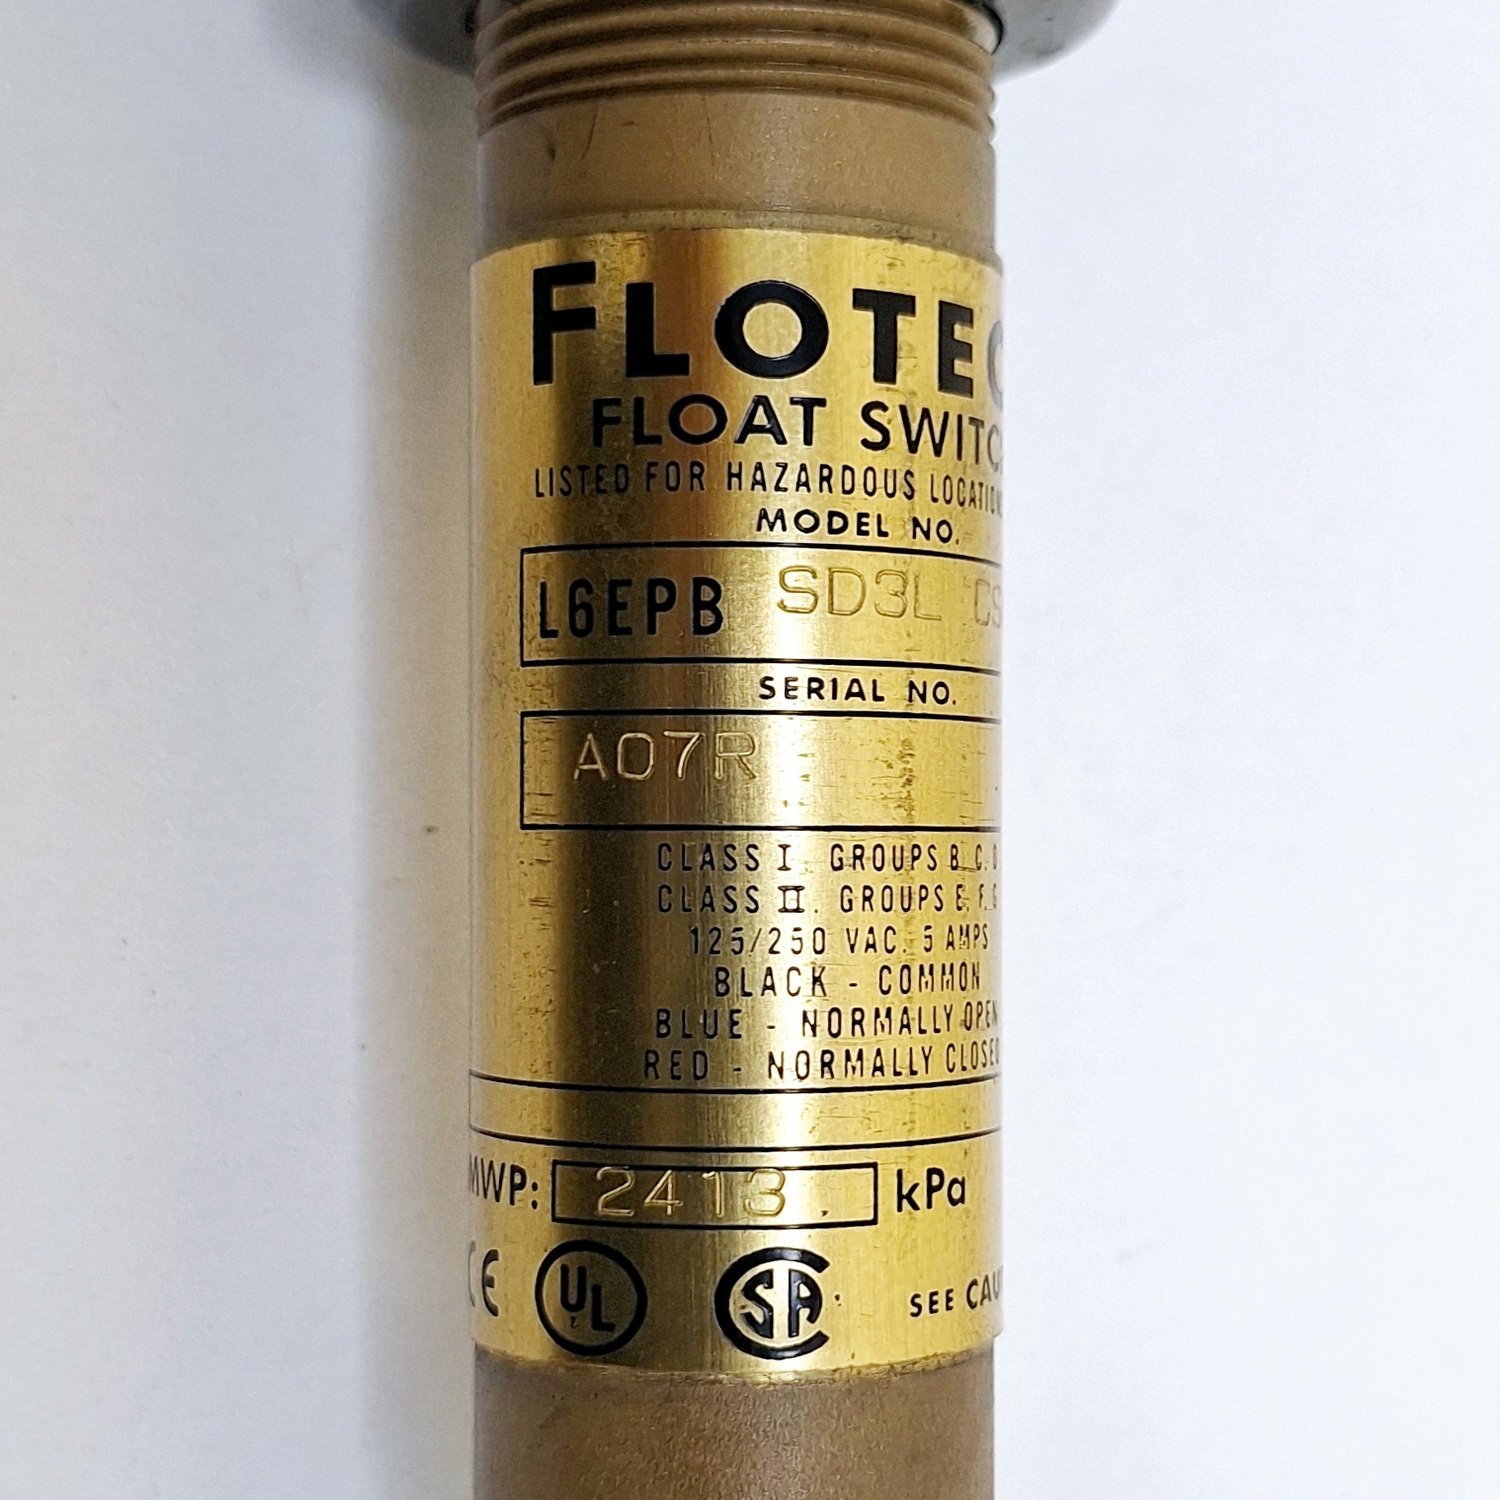 FLOTEC
FLOAT SWITC
LISTED FOR HAZARDOUS LOCATION
MODEL NO.
L6EPB SD3L CS
SERIAL NO.
A07R
CLASS I. GROUPS B, C, D
CLASS II. GROUPS E, F, G
125/250 VAC. 5 AMPS
BLACK - COMMON
BLUE - NORMALLY OPEN
RED - NORMALLY CLOSED
MWP: 2413 kPa
CE UL CSA SEE CAU